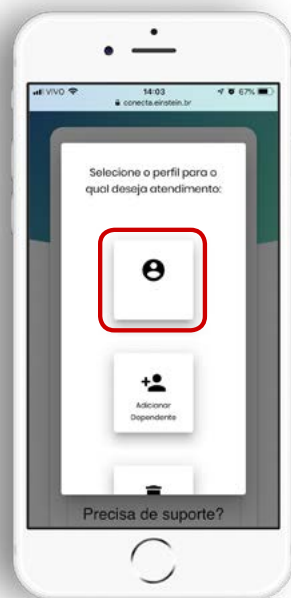 VIVO 14:03 67%
conecta.einstein.br
Selecione o perfil para o
qual deseja atendimento:
Adicionar
Dependente
Precisa de suporte?